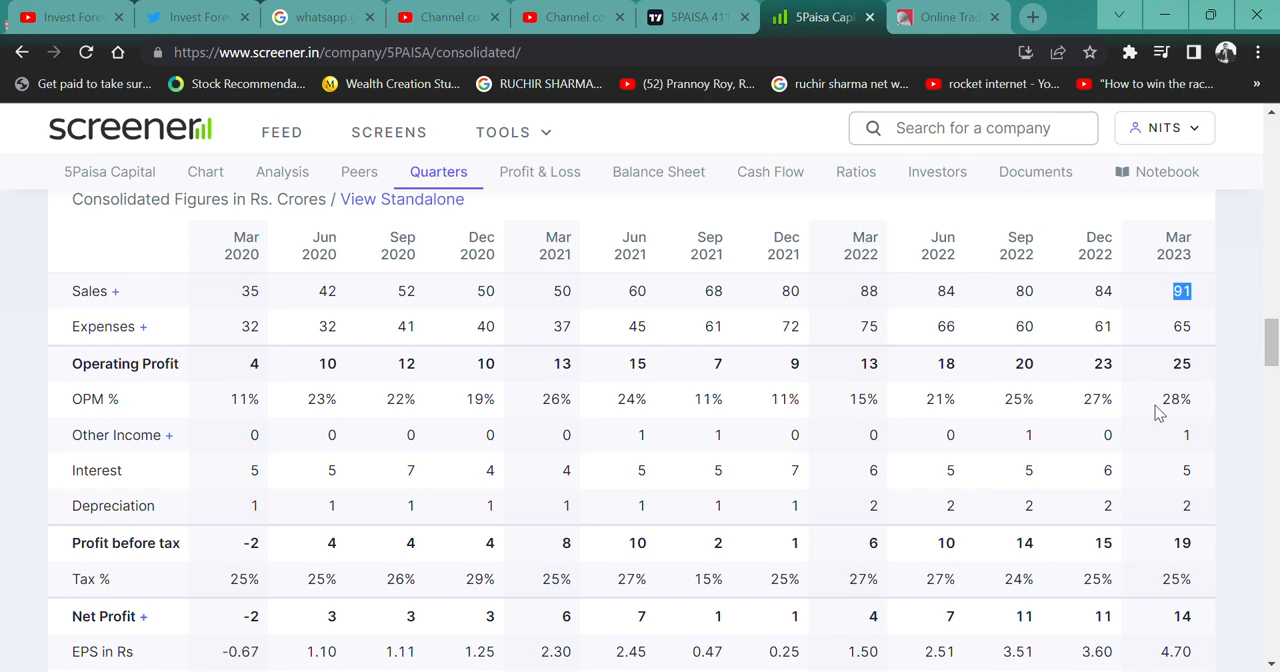 Invest Fore
Invest Fore
whatsapp g
Channel co
Channel co
5PAISA 411
5Paisa Capi
Online Trad
https://www.screener.in/company/5PAISA/consolidated/
Get paid to take sur...
Stock Recommenda...
Wealth Creation Stu...
RUCHIR SHARMA...
(52) Prannoy Roy, R...
ruchir sharma net w...
rocket internet - Yo...
"How to win the rac...
»
screener
FEED
SCREENS
TOOLS
Search for a company
NITS
5Paisa Capital Chart Analysis Peers Quarters Profit & Loss Balance Sheet Cash Flow Ratios Investors Documents Notebook
Consolidated Figures in Rs. Crores / View Standalone
Mar 2020 Jun 2020 Sep 2020 Dec 2020 Mar 2021 Jun 2021 Sep 2021 Dec 2021 Mar 2022 Jun 2022 Sep 2022 Dec 2022 Mar 2023
Sales + 35 42 52 50 50 60 68 80 88 84 80 84 91
Expenses + 32 32 41 40 37 45 61 72 75 66 60 61 65
Operating Profit 4 10 12 10 13 15 7 9 13 18 20 23 25
OPM % 11% 23% 22% 19% 26% 24% 11% 11% 15% 21% 25% 27% 28%
Other Income + 0 0 0 0 0 1 1 0 0 0 1 0 1
Interest 5 5 7 4 4 5 5 7 6 5 5 6 5
Depreciation 1 1 1 1 1 1 1 1 2 2 2 2 2
Profit before tax -2 4 4 4 8 10 2 1 6 10 14 15 19
Tax % 25% 25% 26% 29% 25% 27% 15% 25% 27% 27% 24% 25% 25%
Net Profit + -2 3 3 3 6 7 1 1 4 7 11 11 14
EPS in Rs -0.67 1.10 1.11 1.25 2.30 2.45 0.47 0.25 1.50 2.51 3.51 3.60 4.70